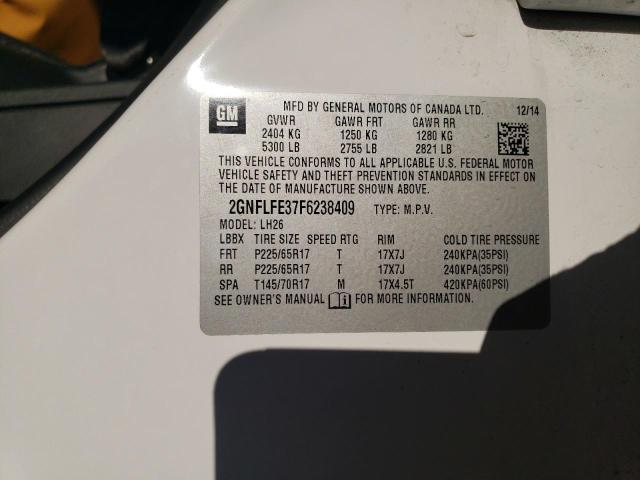 GM
MFD BY GENERAL MOTORS OF CANADA LTD. 12/14
GVWR GAWR FRT GAWR RR
2404 KG 1250 KG 1280 KG
5300 LB 2755 LB 2821 LB
THIS VEHICLE CONFORMS TO ALL APPLICABLE U.S. FEDERAL MOTOR
VEHICLE SAFETY AND THEFT PREVENTION STANDARDS IN EFFECT ON
THE DATE OF MANUFACTURE SHOWN ABOVE.
2GNFLFE37F6238409 TYPE: M.P.V.
MODEL: LH26
LBBX TIRE SIZE SPEED RTG RIM COLD TIRE PRESSURE
FRT P225/65R17 T 17X7J 240KPA(35PSI)
RR P225/65R17 T 17X7J 240KPA(35PSI)
SPA T145/70R17 M 17X4.5T 420KPA(60PSI)
SEE OWNER'S MANUAL FOR MORE INFORMATION.